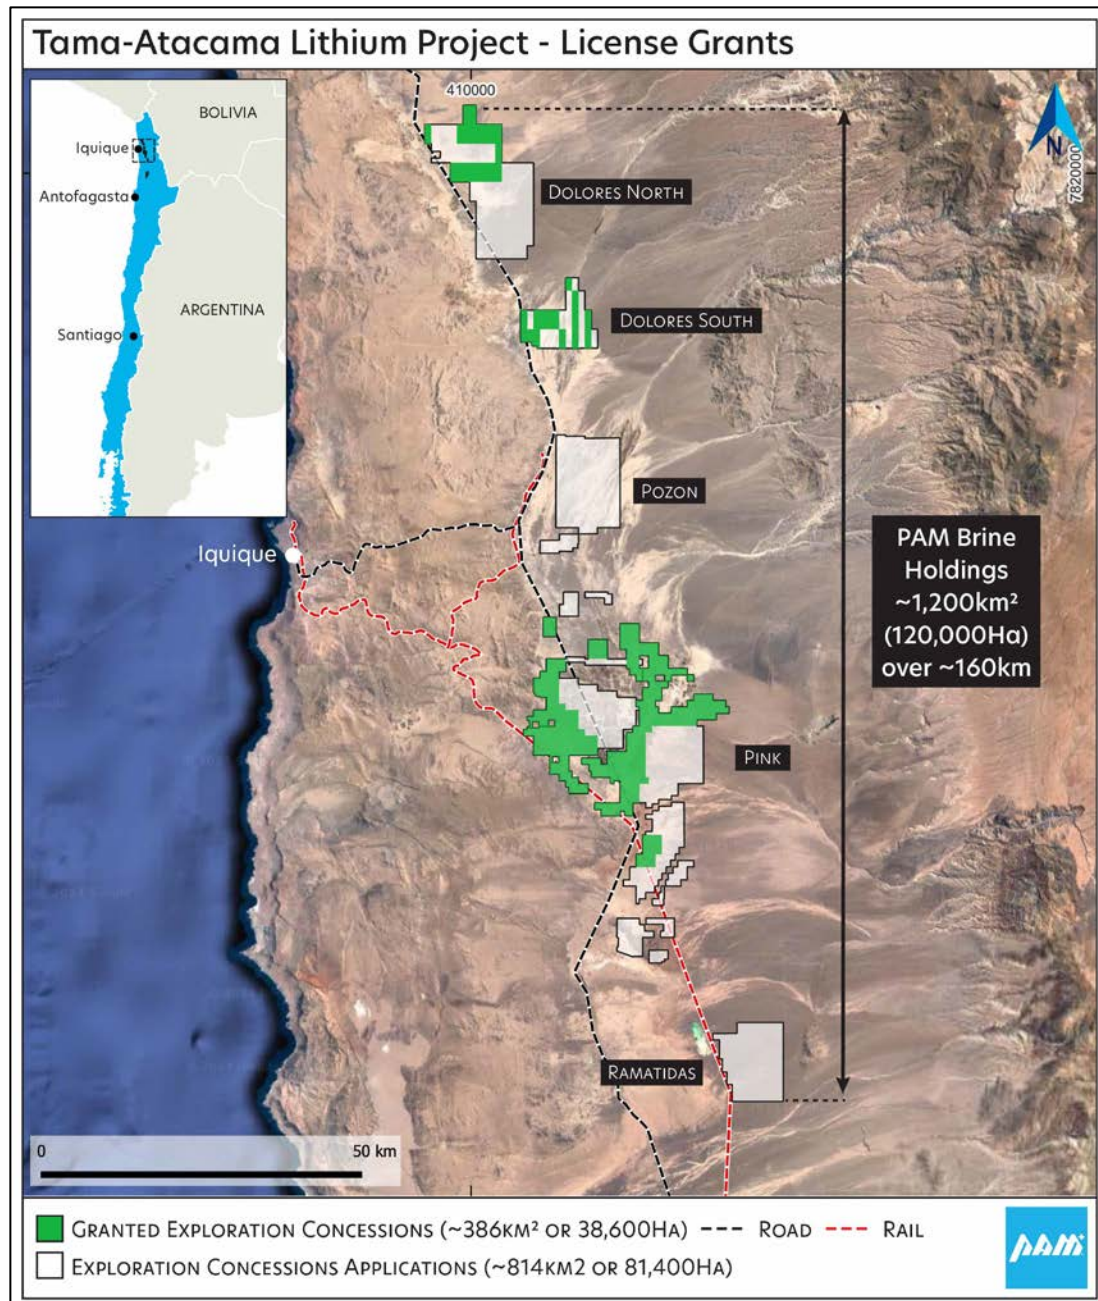 Tama-Atacama Lithium Project - License Grants
BOLIVIA
Iquique
Antofagasta
ARGENTINA
Santiago
410000
7820000
N
DOLORES NORTH
DOLORES SOUTH
POZON
Iquique
PAM Brine
Holdings
~1,200km²
(120,000Ha)
over ~160km
PINK
RAMATIDAS
0 50 km
GRANTED EXPLORATION CONCESSIONS (~386KM² OR 38,600HA) ROAD RAIL
EXPLORATION CONCESSIONS APPLICATIONS (~814KM2 OR 81,400HA)
PAM